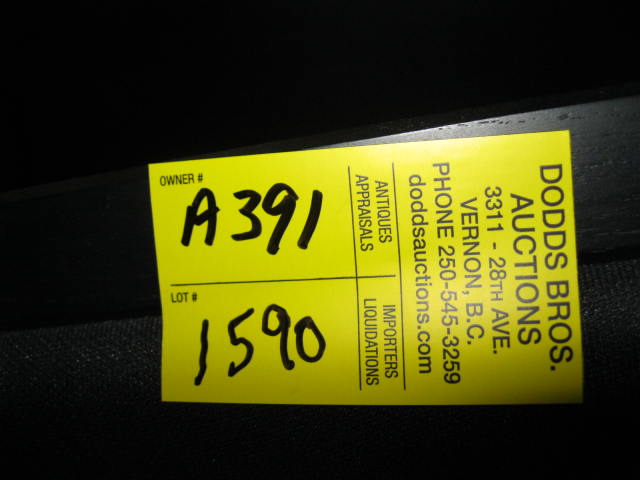 OWNER #
A391
LOT #
1590
ANTIQUES
APPRAISALS
IMPORTERS
LIQUIDATIONS
DODDS BROS.
AUCTIONS
3311 - 28TH AVE.
VERNON, B.C.
PHONE 250-545-3259
doddsauctions.com